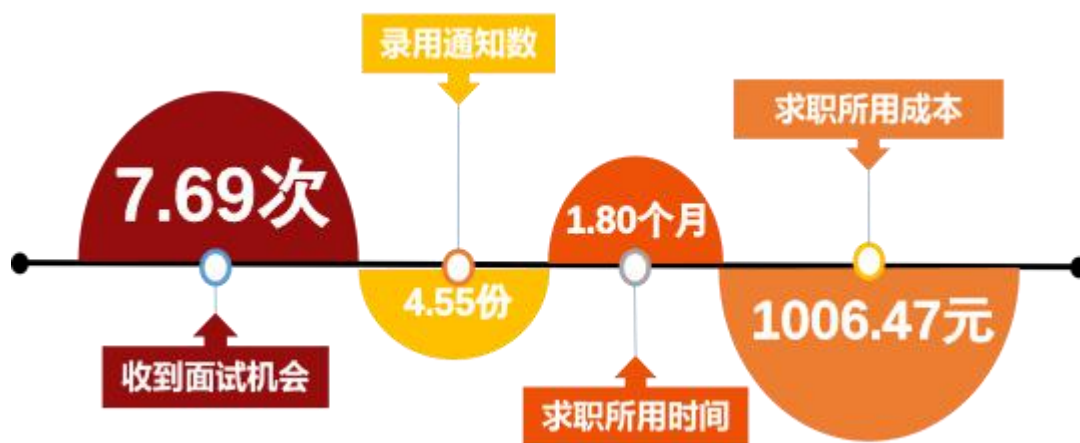 录用通知数
求职所用成本
7.69次
1.80个月
4.55份
1006.47元
收到面试机会
求职所用时间